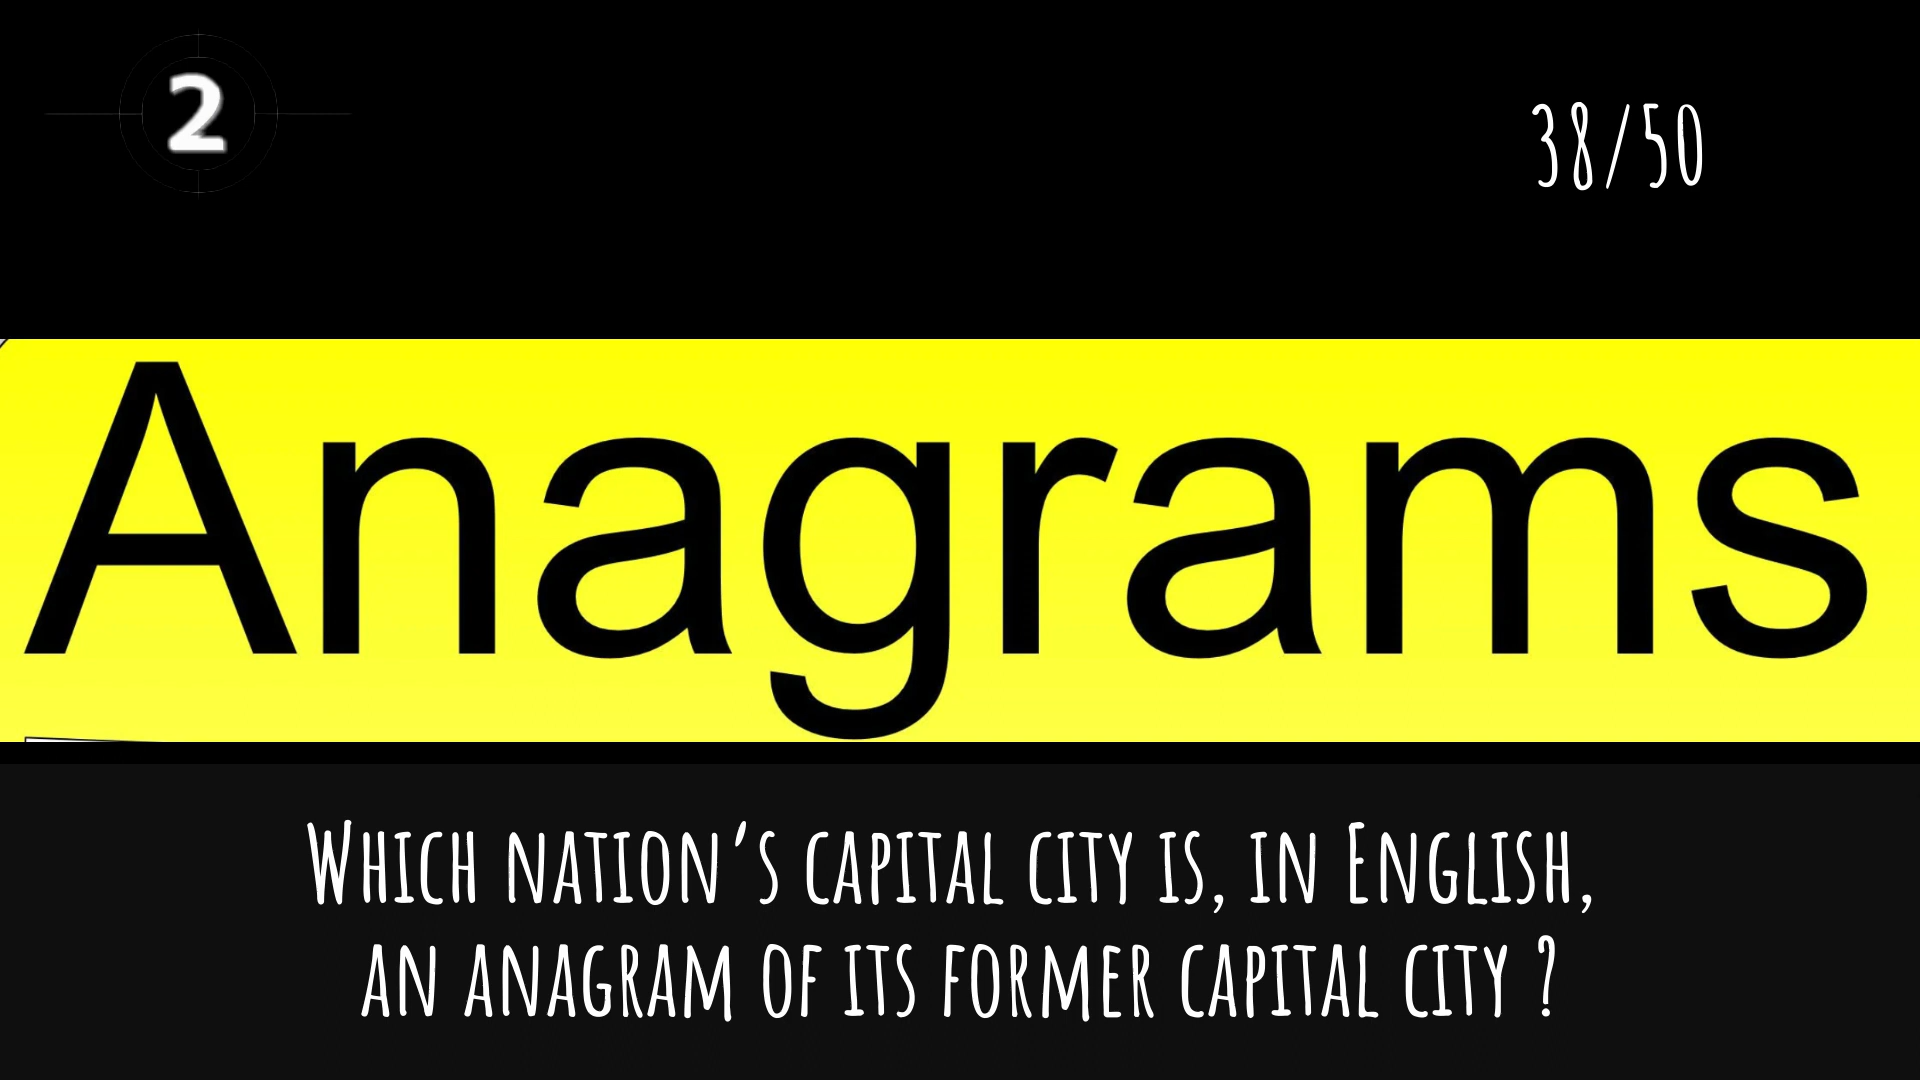 2
38/50
Anagrams
Which nation's capital city is, in English,
an anagram of its former capital city ?